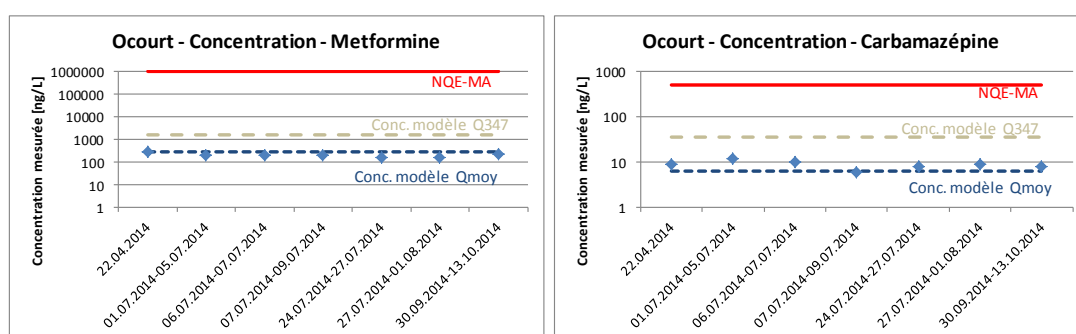 Ocourt - Concentration - Metformine
Concentration mesurée [ng/L]
1000000
100000
10000
1000
100
10
1
NQE-MA
Conc. modèle Q347
Conc. modèle Qmoy
22.04.2014
01.07.2014-05.07.2014
06.07.2014-07.07.2014
07.07.2014-09.07.2014
24.07.2014-27.07.2014
27.07.2014-01.08.2014
30.09.2014-13.10.2014
Ocourt - Concentration - Carbamazépine
Concentration mesurée [ng/L]
1000
100
10
1
NQE-MA
Conc. modèle Q347
Conc. modèle Qmoy
22.04.2014
01.07.2014-05.07.2014
06.07.2014-07.07.2014
07.07.2014-09.07.2014
24.07.2014-27.07.2014
27.07.2014-01.08.2014
30.09.2014-13.10.2014